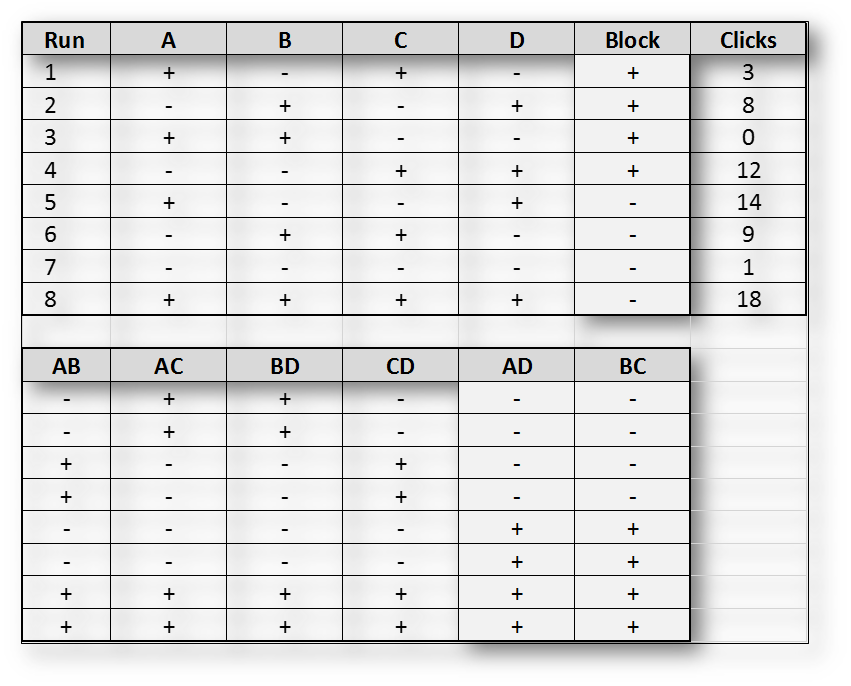 Run A B C D Block Clicks
1 + - + - + 3
2 - + - + + 8
3 + + - - + 0
4 - - + + + 12
5 + - - + - 14
6 - + + - - 9
7 - - - - - 1
8 + + + + - 18
AB AC BD CD AD BC
- + + - - -
- + + - - -
+ - - + - -
+ - - + - -
- - - - + +
- - - - + +
+ + + + + +
+ + + + + +